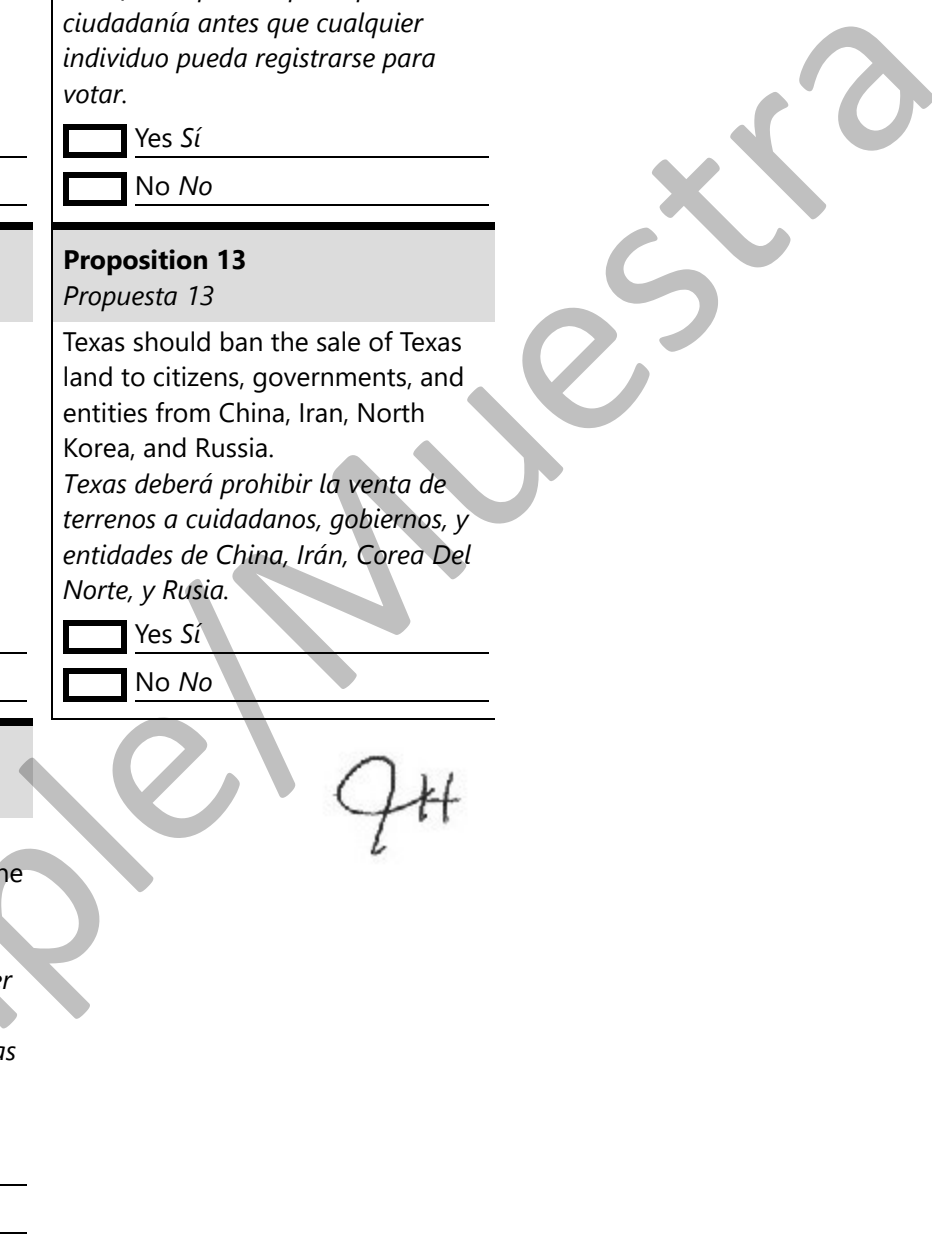 ciudadanía antes que cualquier
individuo pueda registrarse para
votar.
Yes Sí
No No
Proposition 13
Propuesta 13
Texas should ban the sale of Texas
land to citizens, governments, and
entities from China, Iran, North
Korea, and Russia.
Texas deberá prohibir la venta de
terrenos a cuidadanos, gobiernos, y
entidades de China, Irán, Corea Del
Norte, y Rusia.
Yes Sí
No No
ple/Muestra